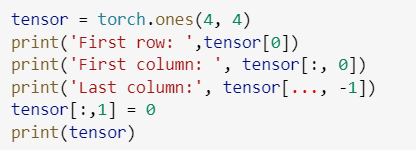 tensor = torch.ones(4, 4)
print('First row: ',tensor[0])
print('First column: ', tensor[:, 0])
print('Last column:', tensor[..., -1])
tensor[:,1] = 0
print(tensor)